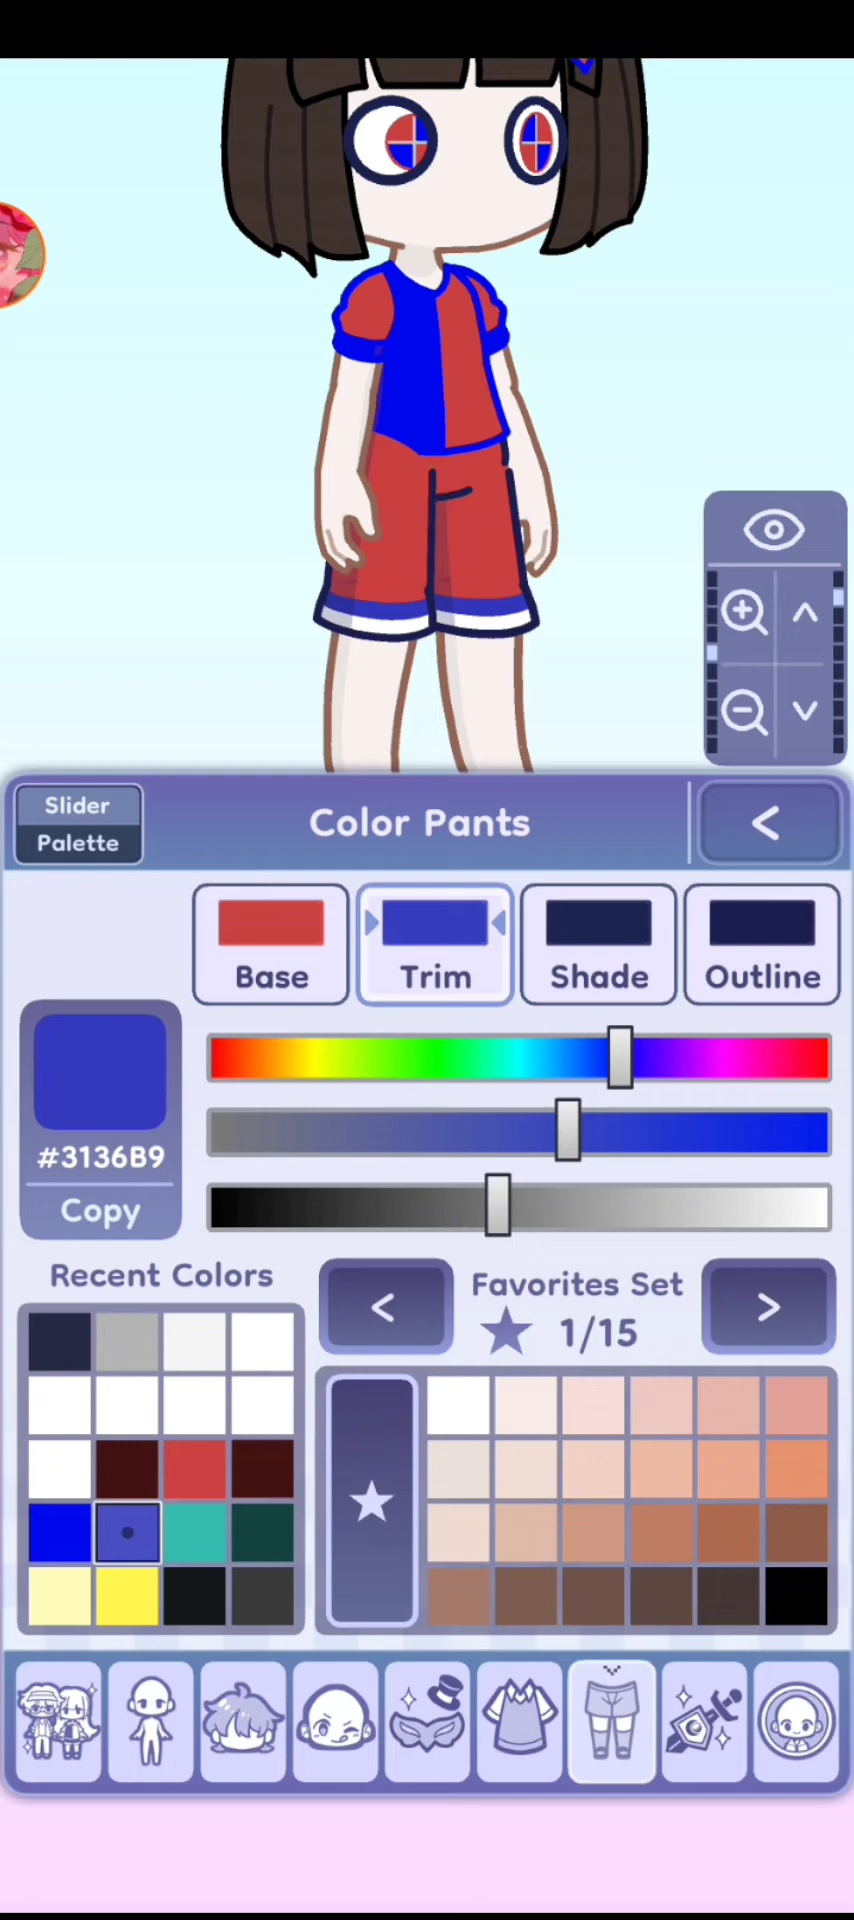 Slider
Palette
Color Pants
<
Base
Trim
Shade
Outline
#3136B9
Copy
Recent Colors
<
Favorites Set
1/15
>